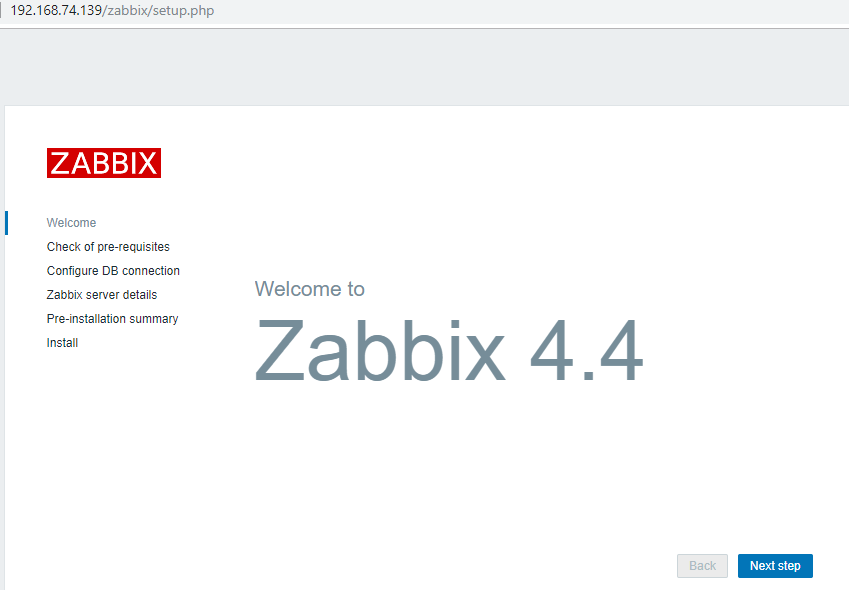 192.168.74.139/zabbix/setup.php
ZABBIX
Welcome
Check of pre-requisites
Configure DB connection
Zabbix server details
Pre-installation summary
Install
Welcome to
Zabbix 4.4
Back
Next step